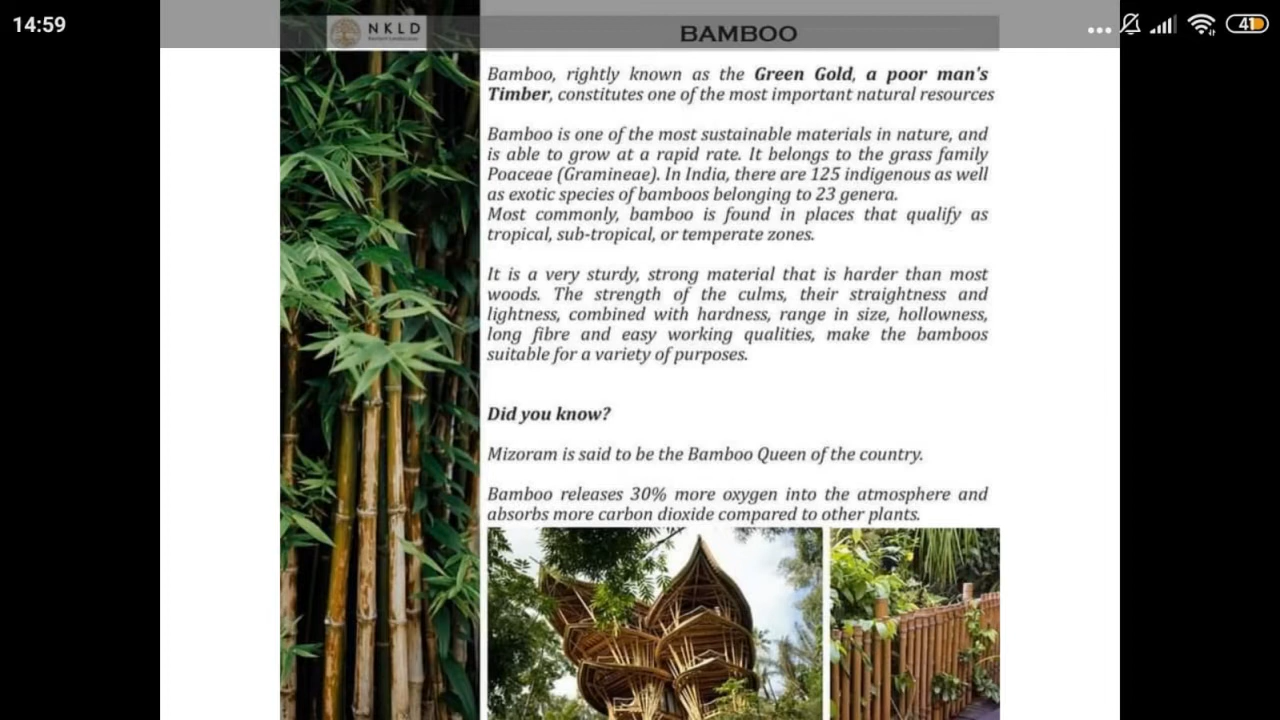 14:59
41
NKLD
BAMBOO
Bamboo, rightly known as the Green Gold, a poor man's
Timber, constitutes one of the most important natural resources
Bamboo is one of the most sustainable materials in nature, and
is able to grow at a rapid rate. It belongs to the grass family
Poaceae (Gramineae). In India, there are 125 indigenous as well
as exotic species of bamboos belonging to 23 genera.
Most commonly, bamboo is found in places that qualify as
tropical, sub-tropical, or temperate zones.
It is a very sturdy, strong material that is harder than most
woods. The strength of the culms, their straightness and
lightness, combined with hardness, range in size, hollowness,
long fibre and easy working qualities, make the bamboos
suitable for a variety of purposes.
Did you know?
Mizoram is said to be the Bamboo Queen of the country.
Bamboo releases 30% more oxygen into the atmosphere and
absorbs more carbon dioxide compared to other plants.